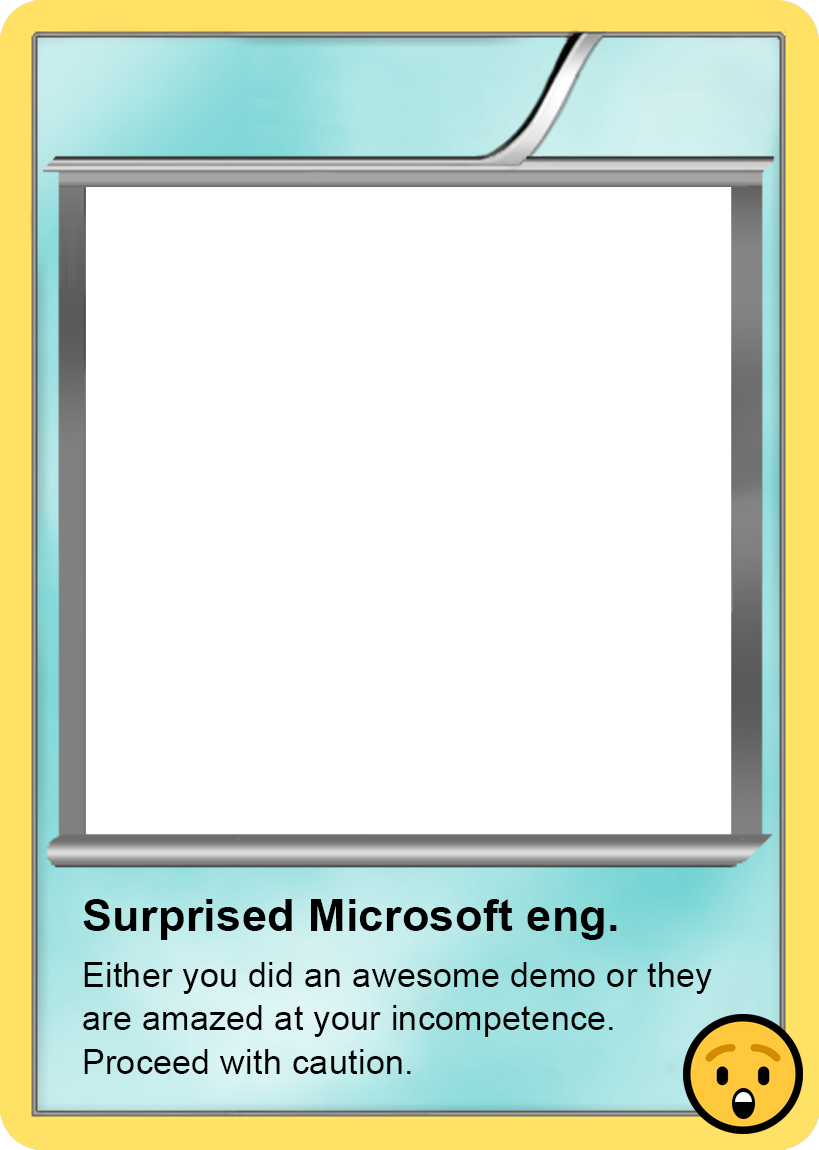 Surprised Microsoft eng.
Either you did an awesome demo or they
are amazed at your incompetence.
Proceed with caution.